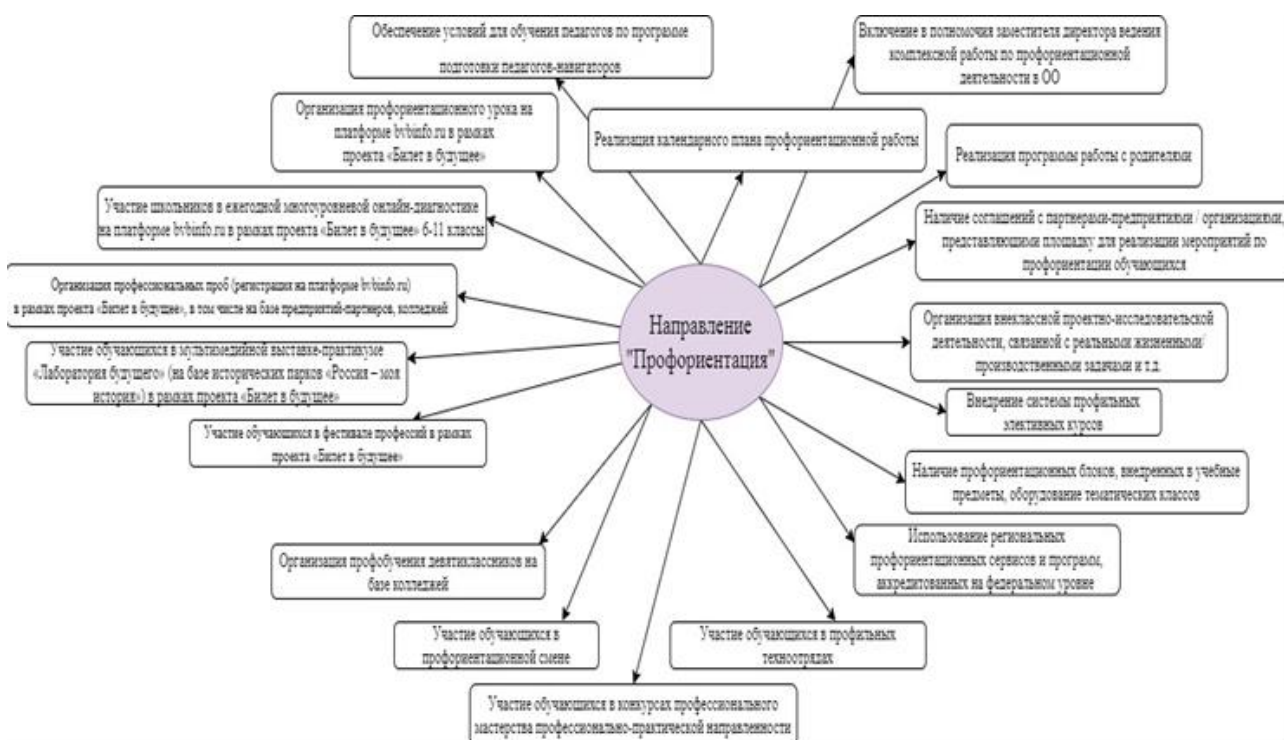 Обеспечение условий для обучения педагогов по программе
подготовки педагогов-навигаторов
Включение в полномочия заместителя директора ведения
комплексной работы по профориентационной
деятельности в ОО
Организация профориентационного урока на
платформе bvbinfo.ru в рамках
проекта «Билет в будущее»
Реализация календарного плана профориентационной работы
Реализация программы работы с родителями
Участие школьников в ежегодной многоуровневой онлайн-диагностике
на платформе bvbinfo.ru в рамках проекта «Билет в будущее» 6-11 классы
Наличие соглашений с партнерами-предприятиями / организациями,
представляющими площадку для реализации мероприятий по
профориентации обучающихся
Организация профессиональных проб (регистрация на платформе bvbinfo.ru)
в рамках проекта «Билет в будущее», в том числе на базе предприятий-партнеров, колледжей
Направление
"Профориентация"
Организация внеклассной проектно-исследовательской
деятельности, связанной с реальными жизненными/
производственными задачами и т.д.
Участие обучающихся в мультимедийной выставке-практикуме
«Лаборатория будущего» (на базе исторических парков «Россия – моя
история») в рамках проекта «Билет в будущее»
Внедрение системы профильных
элективных курсов
Участие обучающихся в фестивале профессий в рамках
проекта «Билет в будущее»
Наличие профориентационных блоков, внедренных в учебные
предметы, оборудование тематических классов
Организация профобучения девятиклассников на
базе колледжей
Использование региональных
профориентационных сервисов и программ,
аккредитованных на федеральном уровне
Участие обучающихся в
профориентационной смене
Участие обучающихся в профильных
техноотрядах
Участие обучающихся в конкурсах профессионального
мастерства профессионально-практической направленности